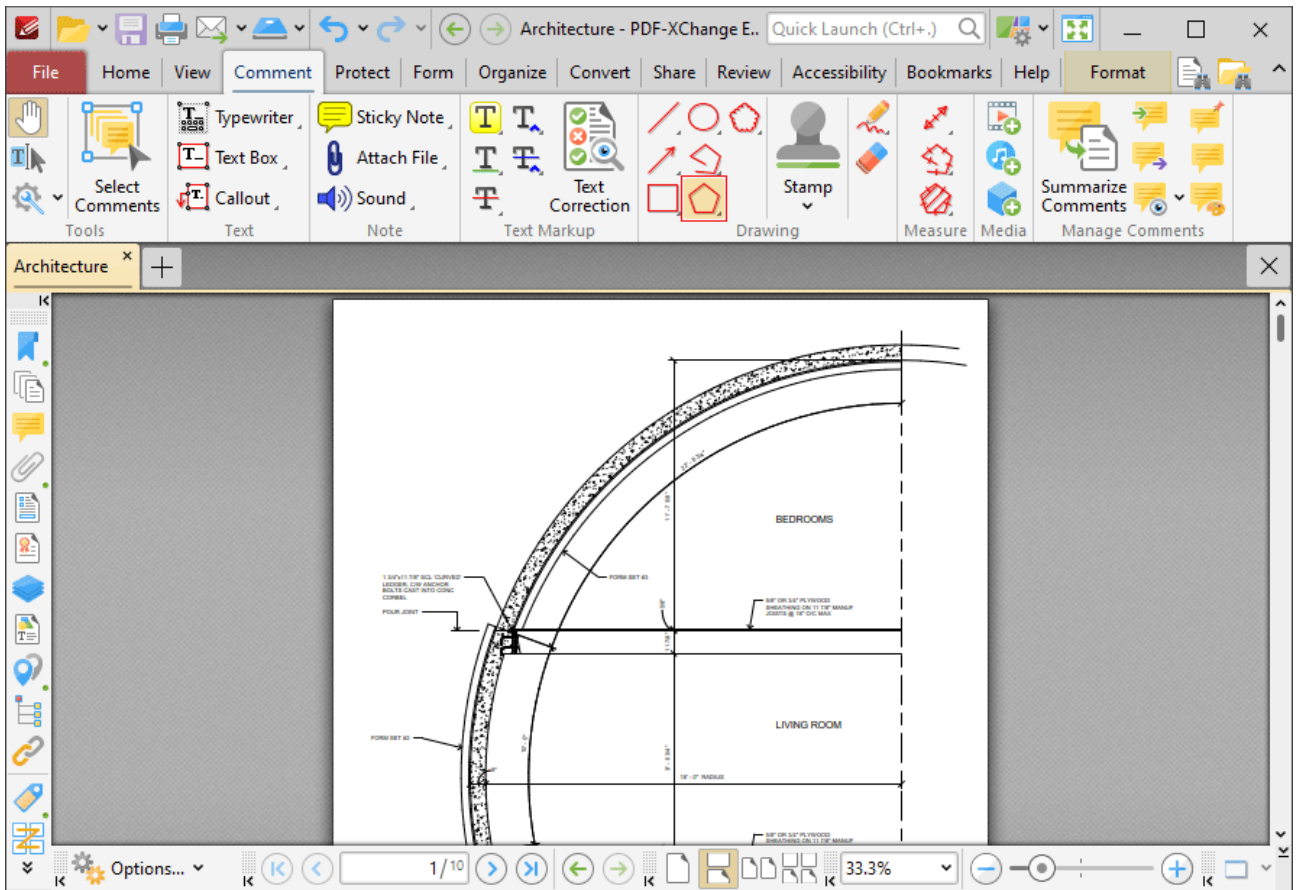 Architecture - PDF-XChange E.. Quick Launch (Ctrl+.)
File Home View Comment Protect Form Organize Convert Share Review Accessibility Bookmarks Help Format
Typewriter
Text Box
Callout
Sticky Note
Attach File
Sound
Select
Comments
Text
Correction
Stamp
Summarize
Comments
Tools Text Note Text Markup Drawing Measure Media Manage Comments
Architecture
BEDROOMS
FORM SET #3
POUR JOINT
LIVING ROOM
FORM SET #2
18' - 0" RADIUS
Options...
1/10
33.3%